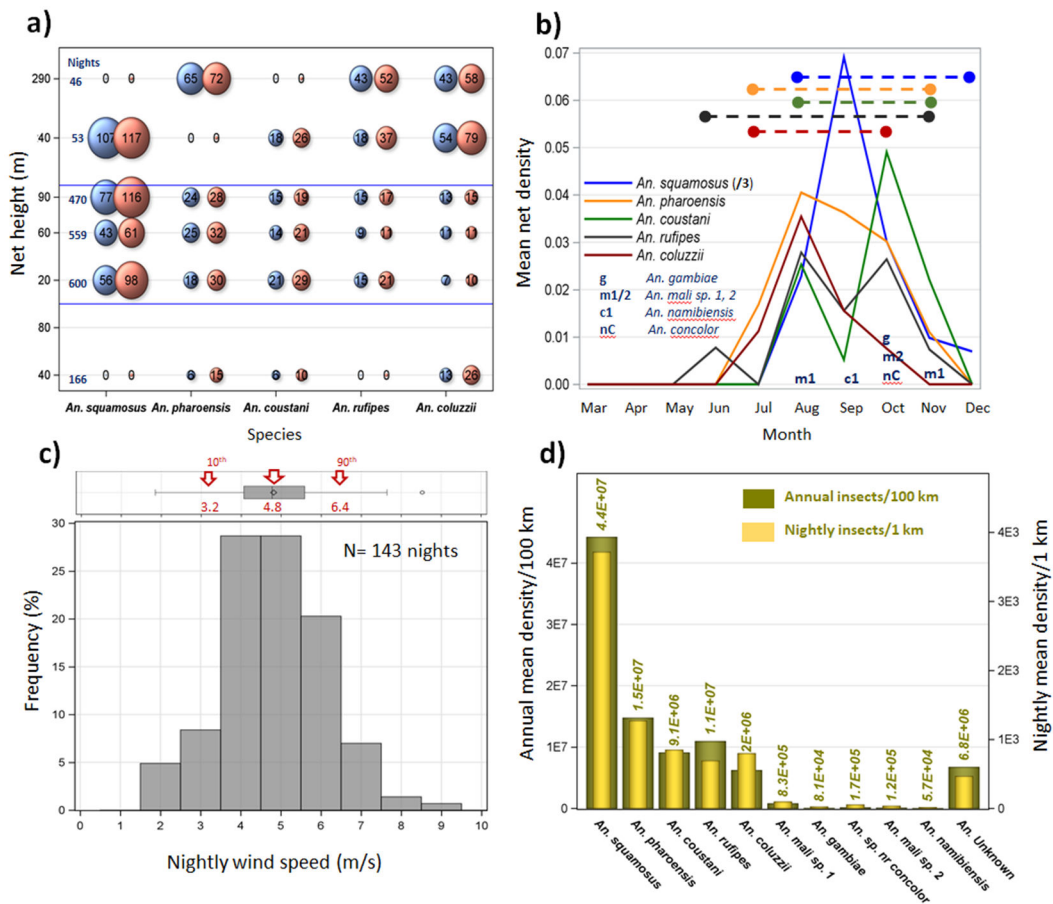 a)
Nights
Net height (m)
290
46
0 0 65 72 0 0 43 52 43 58
40
53
107 117 0 0 18 26 18 37 54 79
90
470
77 116 24 28 15 19 15 17 13 15
60
559
43 61 25 32 14 21 9 11 11 11
20
600
56 98 18 30 21 29 15 21 7 10
80
40
166
0 0 6 15 6 10 0 0 13 26
An. squamosus An. pharoensis An. coustani An. rufipes An. coluzzii
Species
b)
Mean net density
0.07
0.06
0.05
0.04
0.03
0.02
0.01
0.00
An. squamosus (/3)
An. pharoensis
An. coustani
An. rufipes
An. coluzzii
g An. gambiae
m1/2 An. mali sp. 1, 2
c1 An. namibiensis
nC An. concolor
g
m2
m1 c1 nC m1
Mar Apr May Jun Jul Aug Sep Oct Nov Dec
Month
c)
10th 90th
3.2 4.8 6.4
N= 143 nights
Frequency (%)
30
25
20
15
10
5
0
0 1 2 3 4 5 6 7 8 9 10
Nightly wind speed (m/s)
d)
Annual insects/100 km
Nightly insects/1 km
Annual mean density/100 km
4E7
3E7
2E7
1E7
0
Nightly mean density/1 km
4E3
3E3
2E3
1E3
0
4.4E+07
1.5E+07
9.1E+06
1.1E+07
2E+06
8.3E+05
8.1E+04
1.7E+05
1.2E+05
5.7E+04
6.8E+06
An. squamosus
An. pharoensis
An. coustani
An. rufipes
An. coluzzii
An. mali sp. 1
An. gambiae
An. sp. nr concolor
An. mali sp. 2
An. namibiensis
An. Unknown